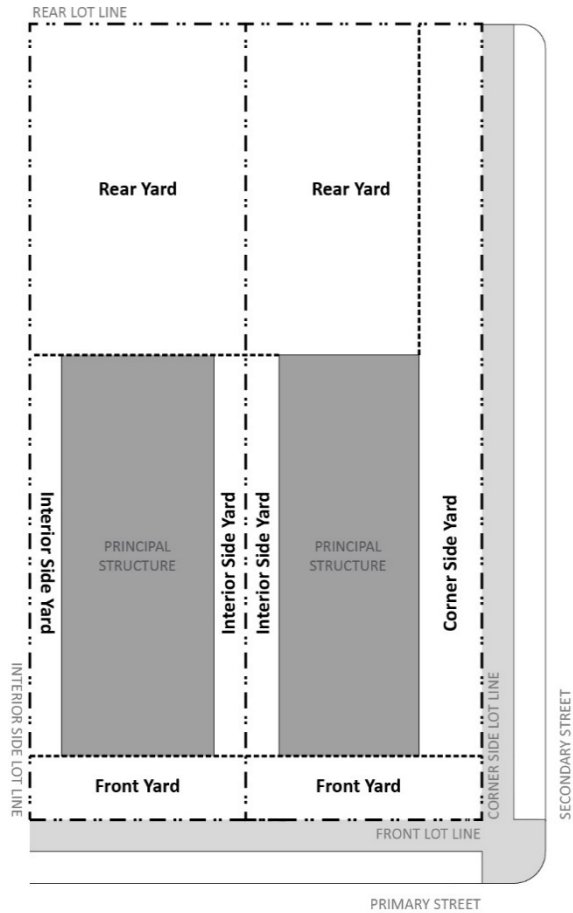 REAR LOT LINE
Rear Yard
Rear Yard
Interior Side Yard
PRINCIPAL
STRUCTURE
Interior Side Yard
Interior Side Yard
PRINCIPAL
STRUCTURE
Corner Side Yard
INTERIOR SIDE LOT LINE
CORNER SIDE LOT LINE
SECONDARY STREET
Front Yard
Front Yard
FRONT LOT LINE
PRIMARY STREET